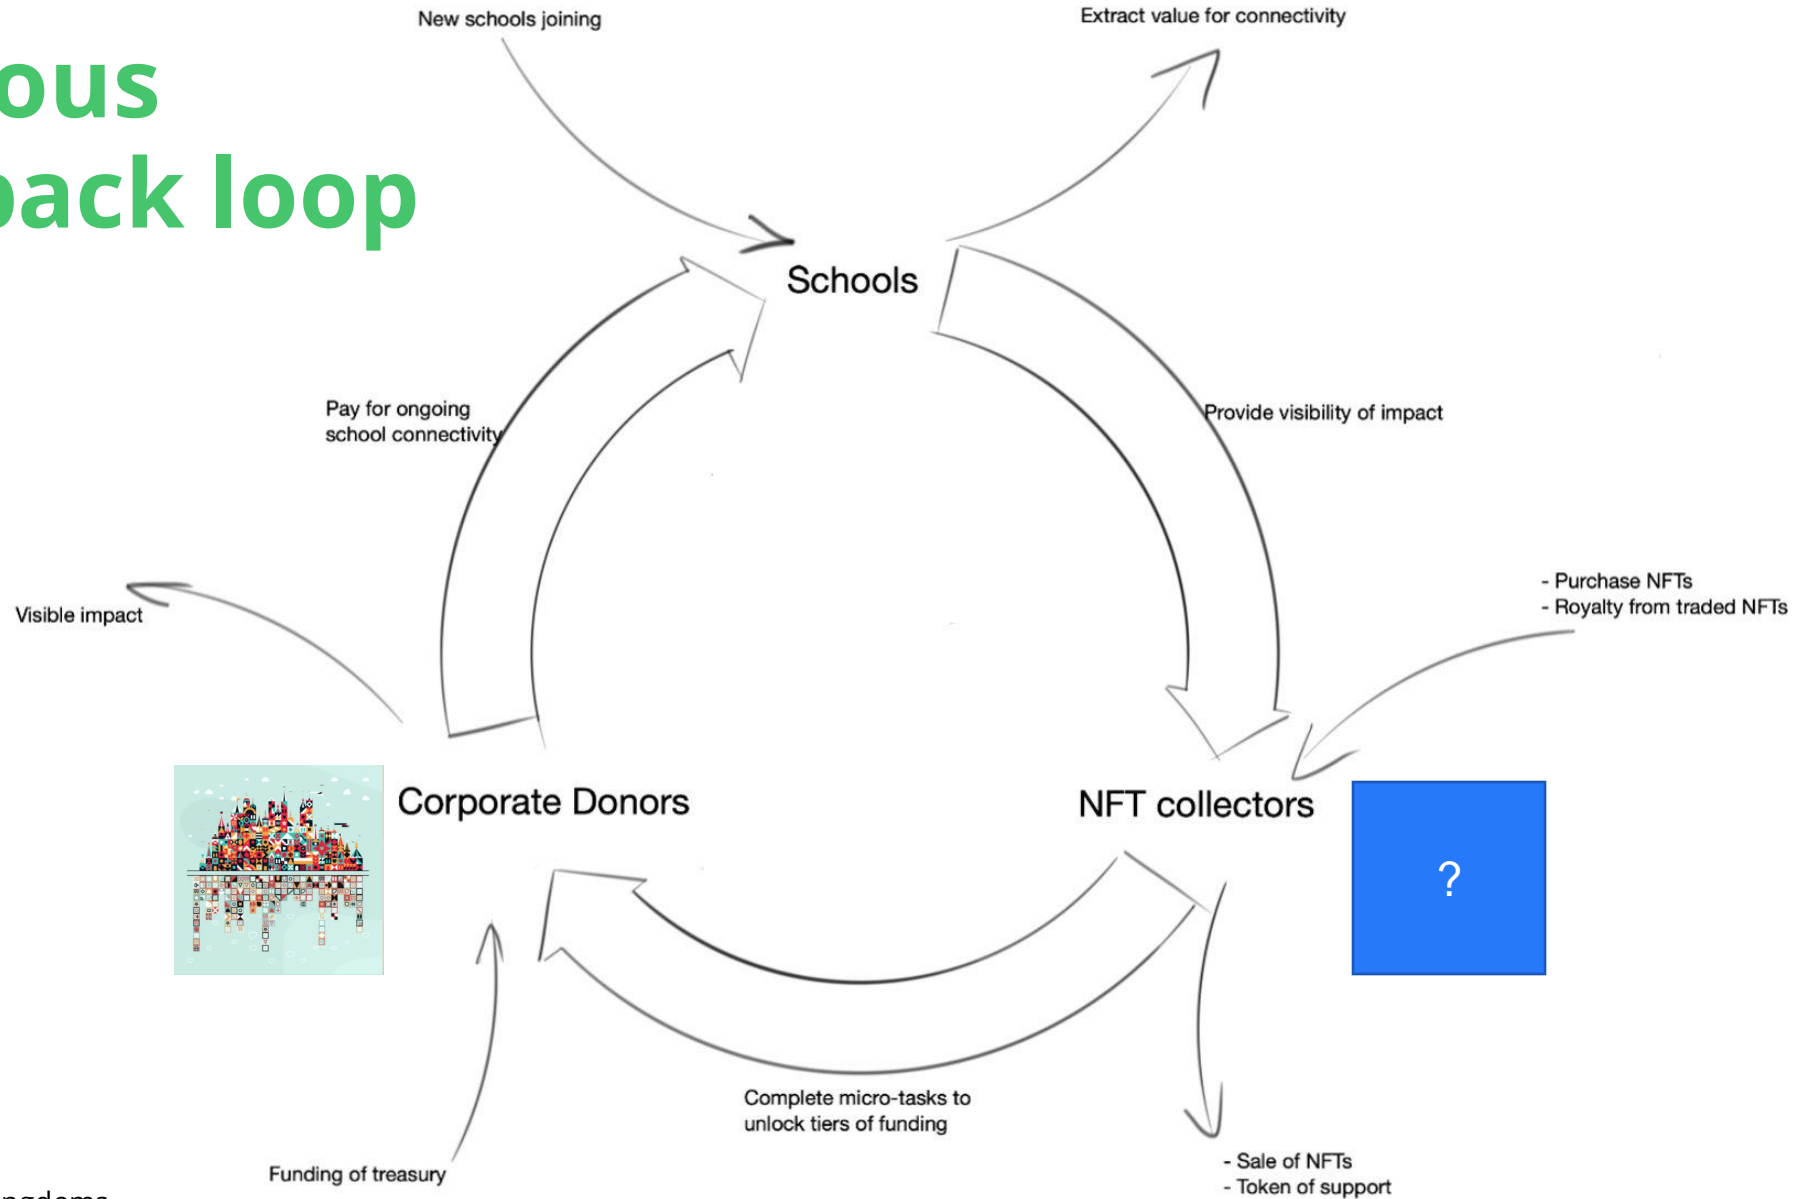 New schools joining
Extract value for connectivity
ous
back loop
Schools
Pay for ongoing
school connectivity
Provide visibility of impact
- Purchase NFTs
- Royalty from traded NFTs
Visible impact
Corporate Donors
NFT collectors
?
Complete micro-tasks to
unlock tiers of funding
Funding of treasury
- Sale of NFTs
- Token of support